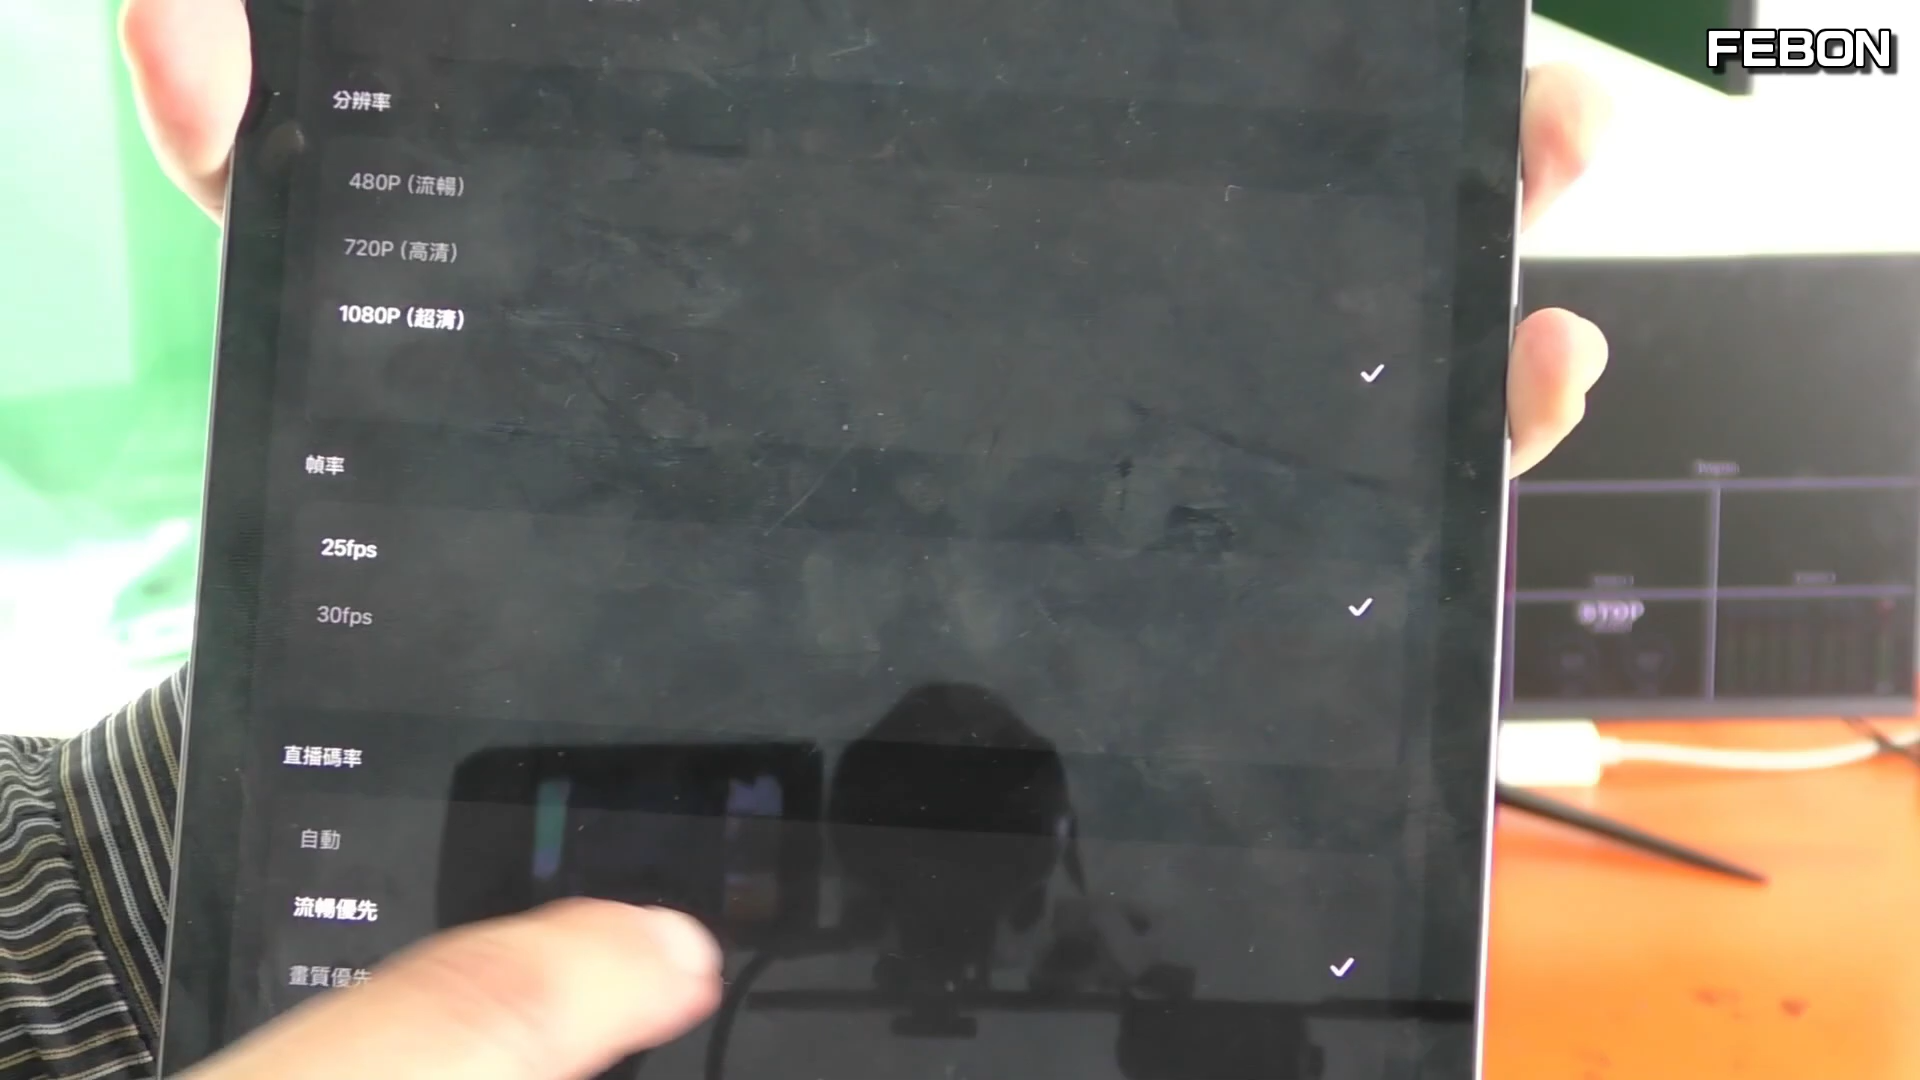 FEBON
分辨率
480P (流暢)
720P (高清)
1080P (超清)
幀率
25fps
30fps
直播碼率
自動
流暢優先
畫質優先
STOP